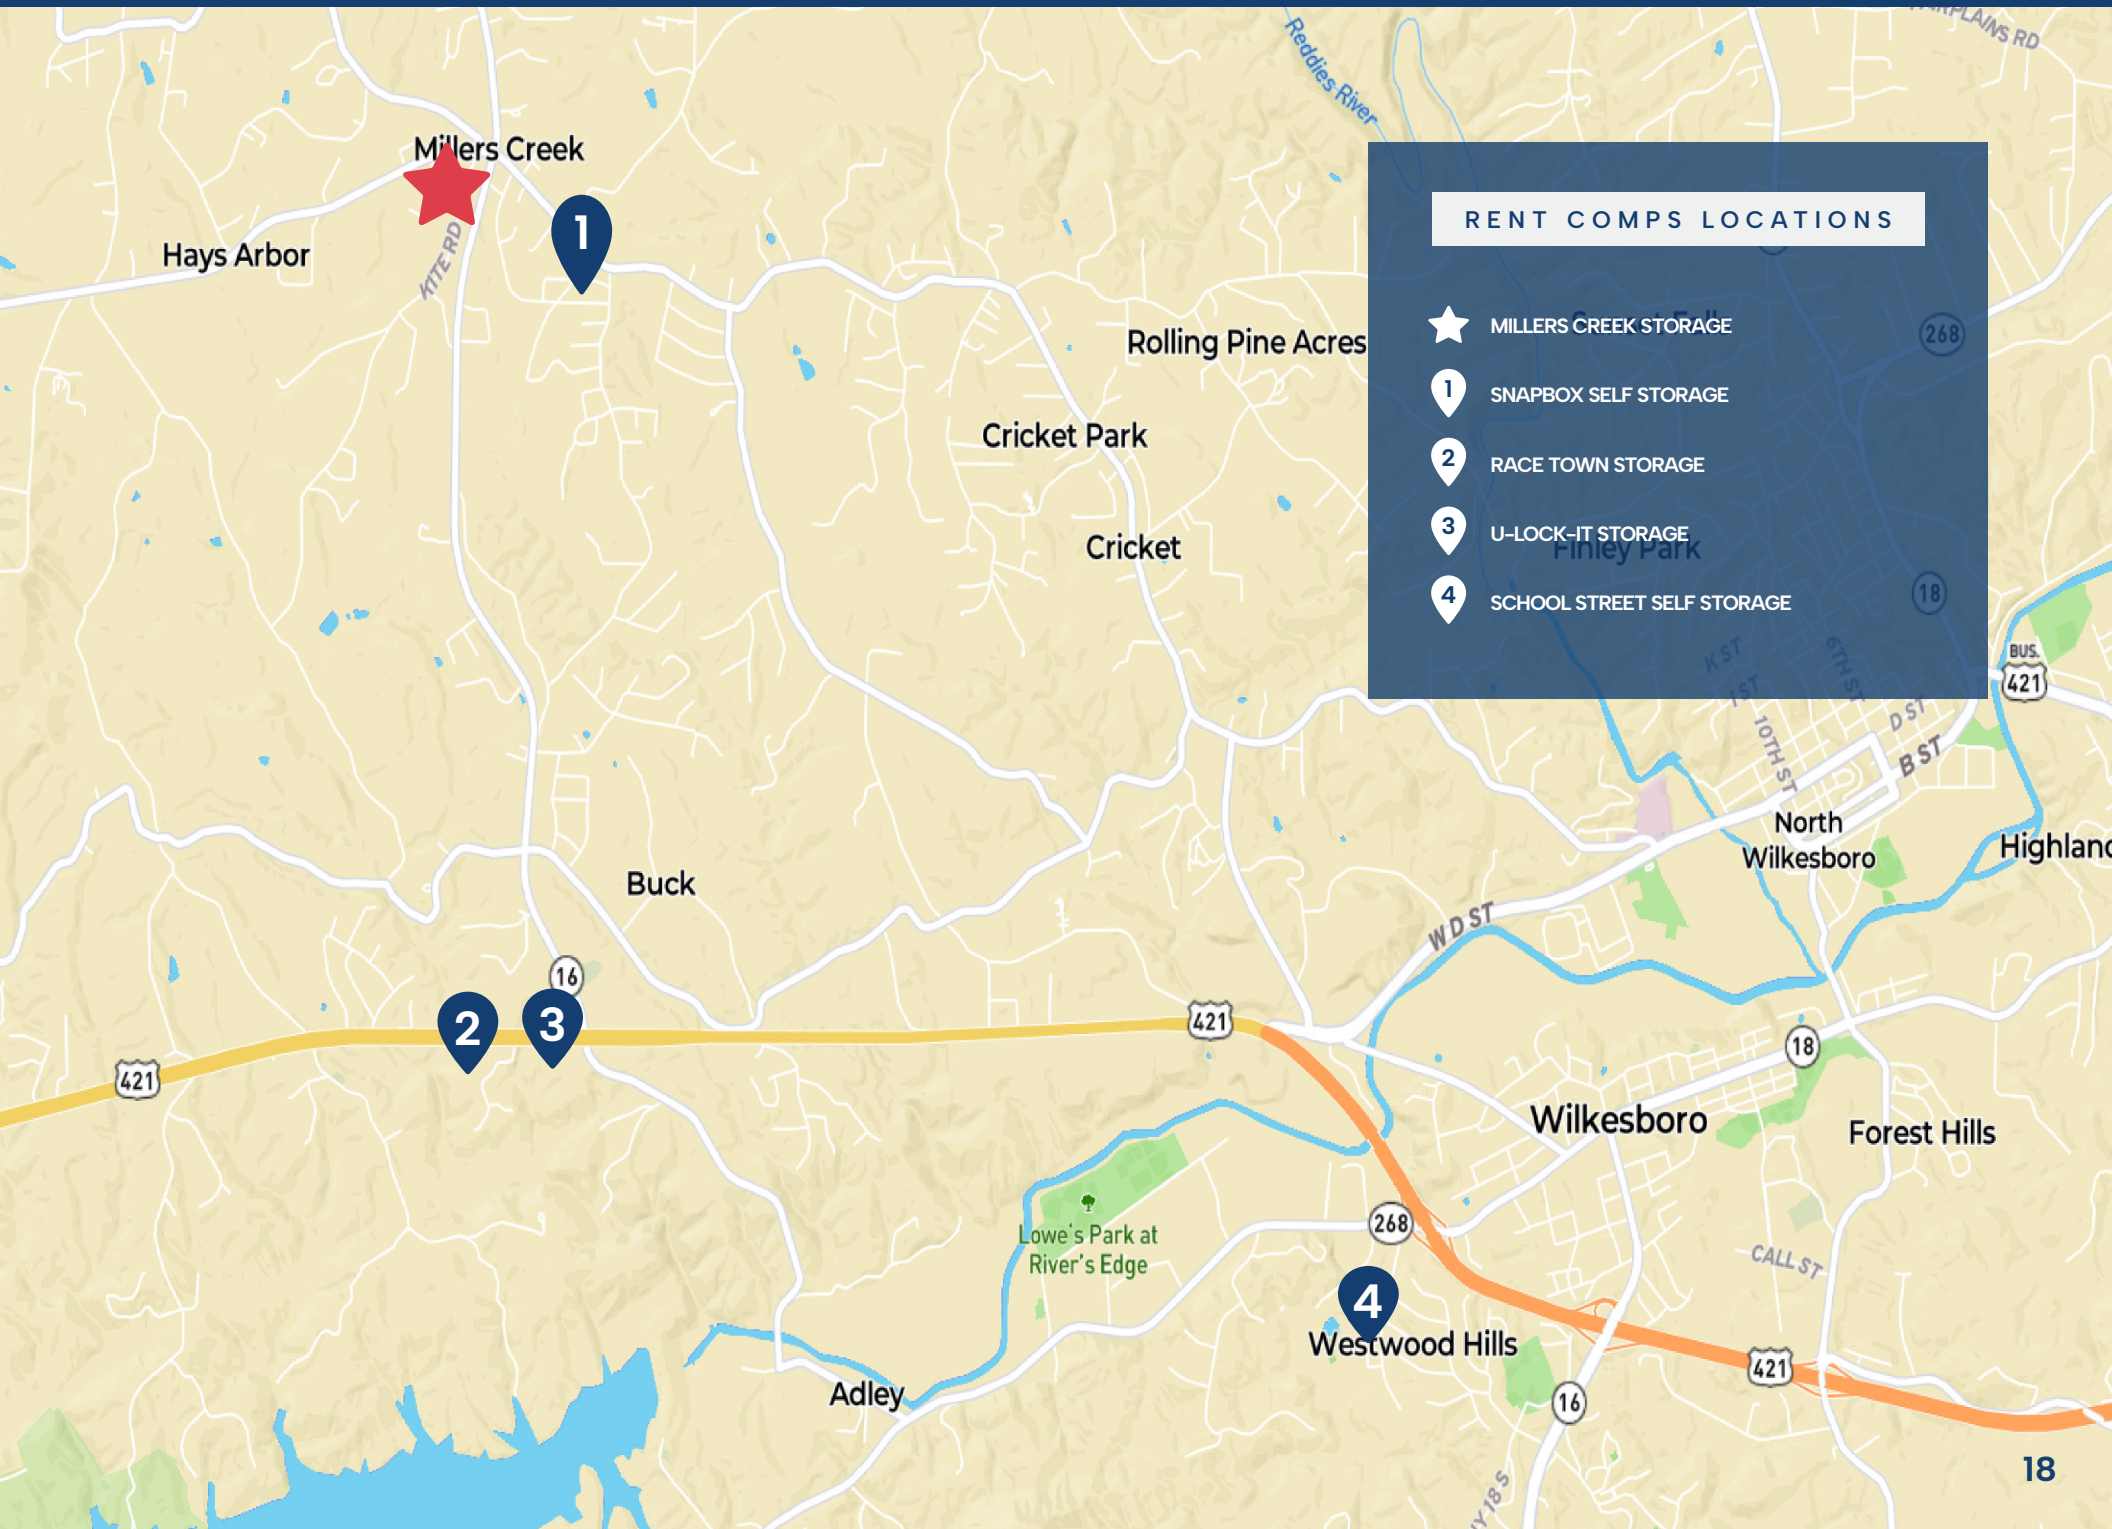 Reddies River
Millers Creek
KITE RD
Hays Arbor
1
RENT COMPS LOCATIONS
MILLERS CREEK STORAGE
1 SNAPBOX SELF STORAGE
2 RACE TOWN STORAGE
3 U-LOCK-IT STORAGE
4 SCHOOL STREET SELF STORAGE
268
Finley Park
18
K ST
I ST
6TH ST
Rolling Pine Acres
Cricket Park
Cricket
BUS.
421
D ST
B ST
10TH ST
North
Wilkesboro
Buck
W D ST
16
2
3
421
421
18
Wilkesboro
Forest Hills
Lowe's Park at
River's Edge
268
CALL ST
4
Westwood Hills
421
Adley
16
18